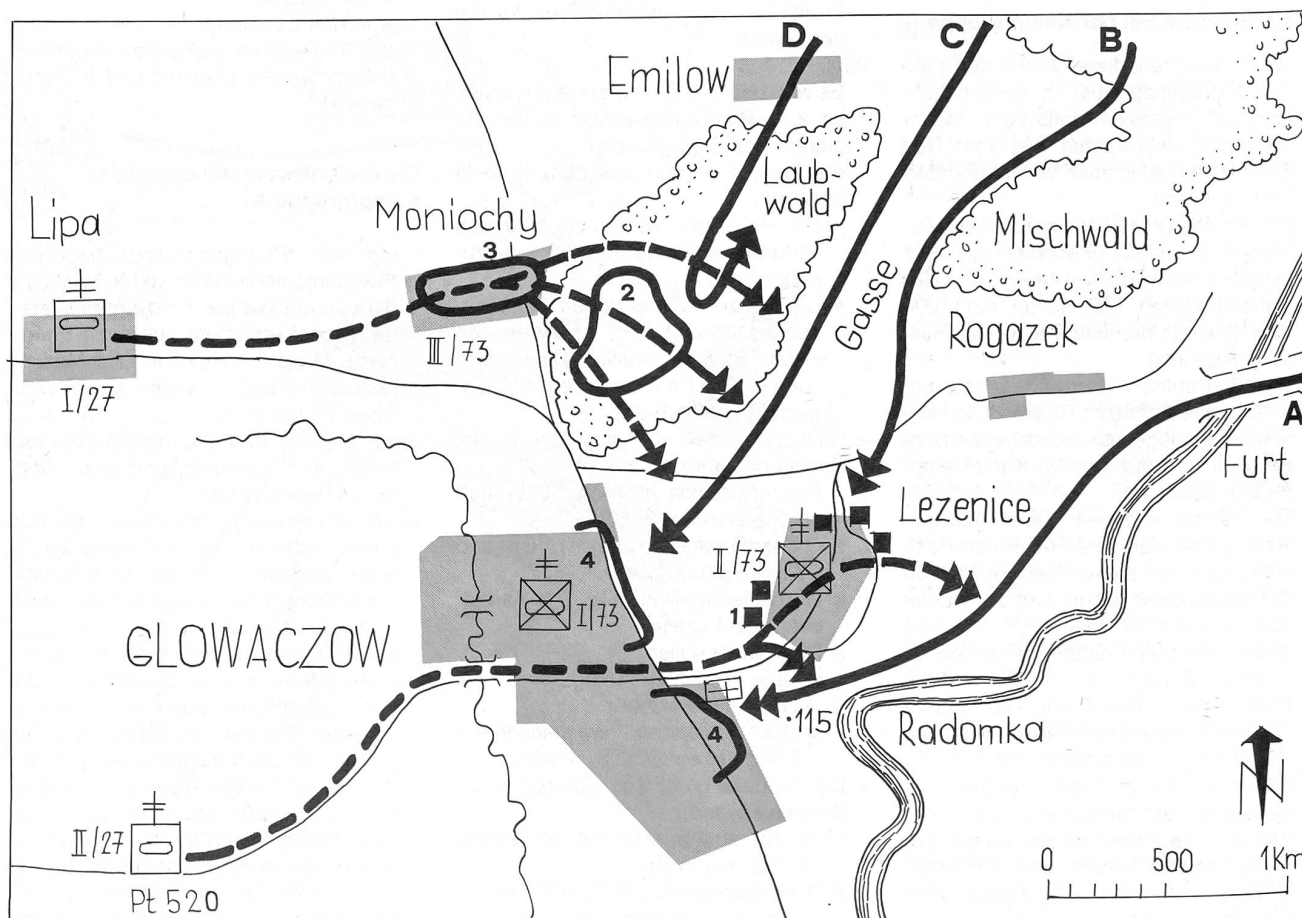 D
C
B
Emilow
Laub-
wald
Lipa
Moniochy
3
Mischwald
2
Gasse
III/73
Rogazek
I/27
A
Furt
Lezenice
4
I/73
1
I/73
GLOWACZOW
4
.115
Radomka
II/27
N
Pt 520
0 500 1Km